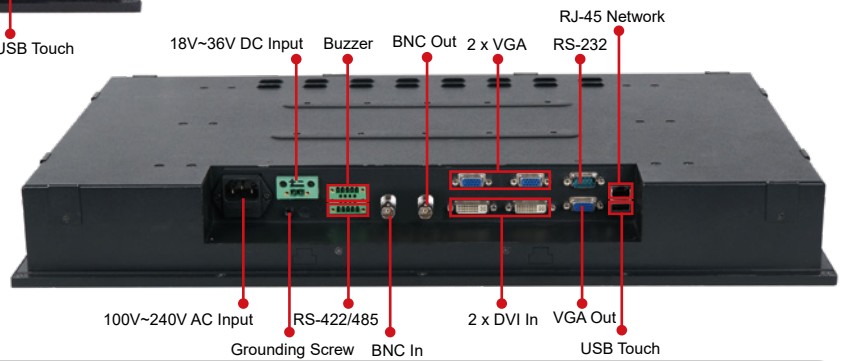 USB Touch
RJ-45 Network
18V~36V DC Input
Buzzer
BNC Out
2 x VGA
RS-232
100V~240V AC Input
RS-422/485
2 x DVI In
VGA Out
Grounding Screw
BNC In
USB Touch